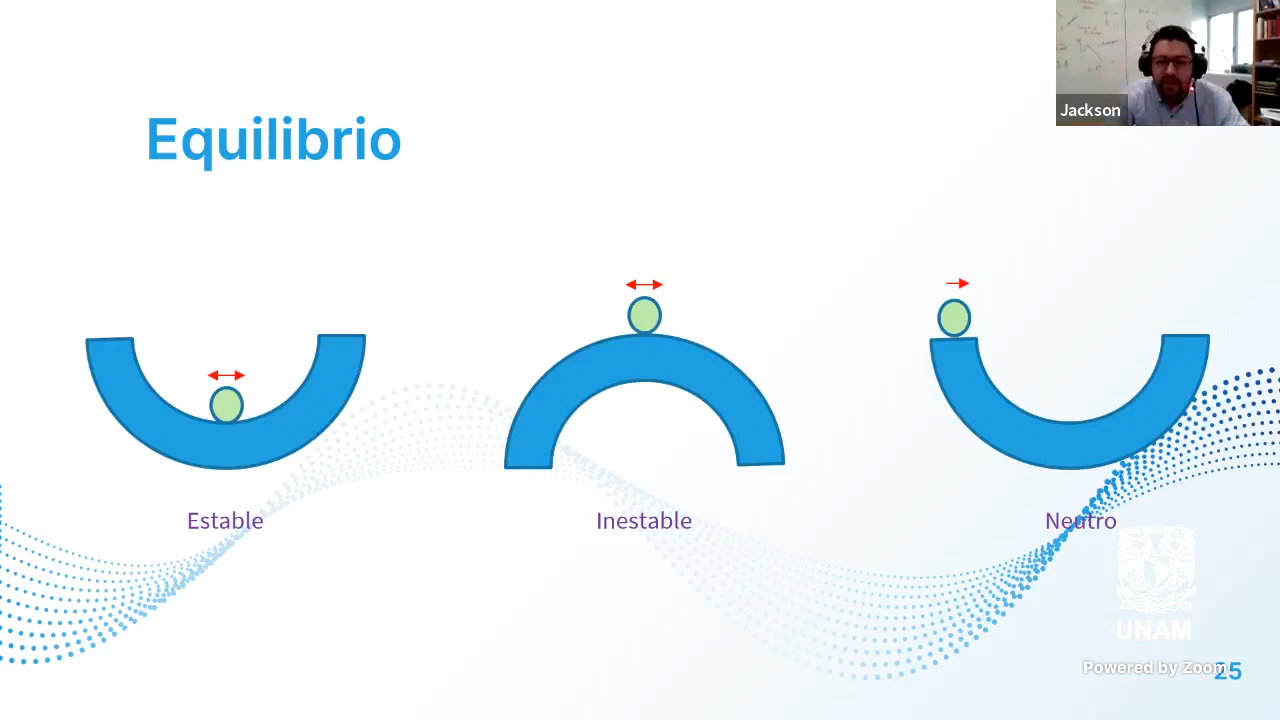 Jackson
Equilibrio
Estable
Inestable
Neutro
UNAM
Powered by Zoom
25